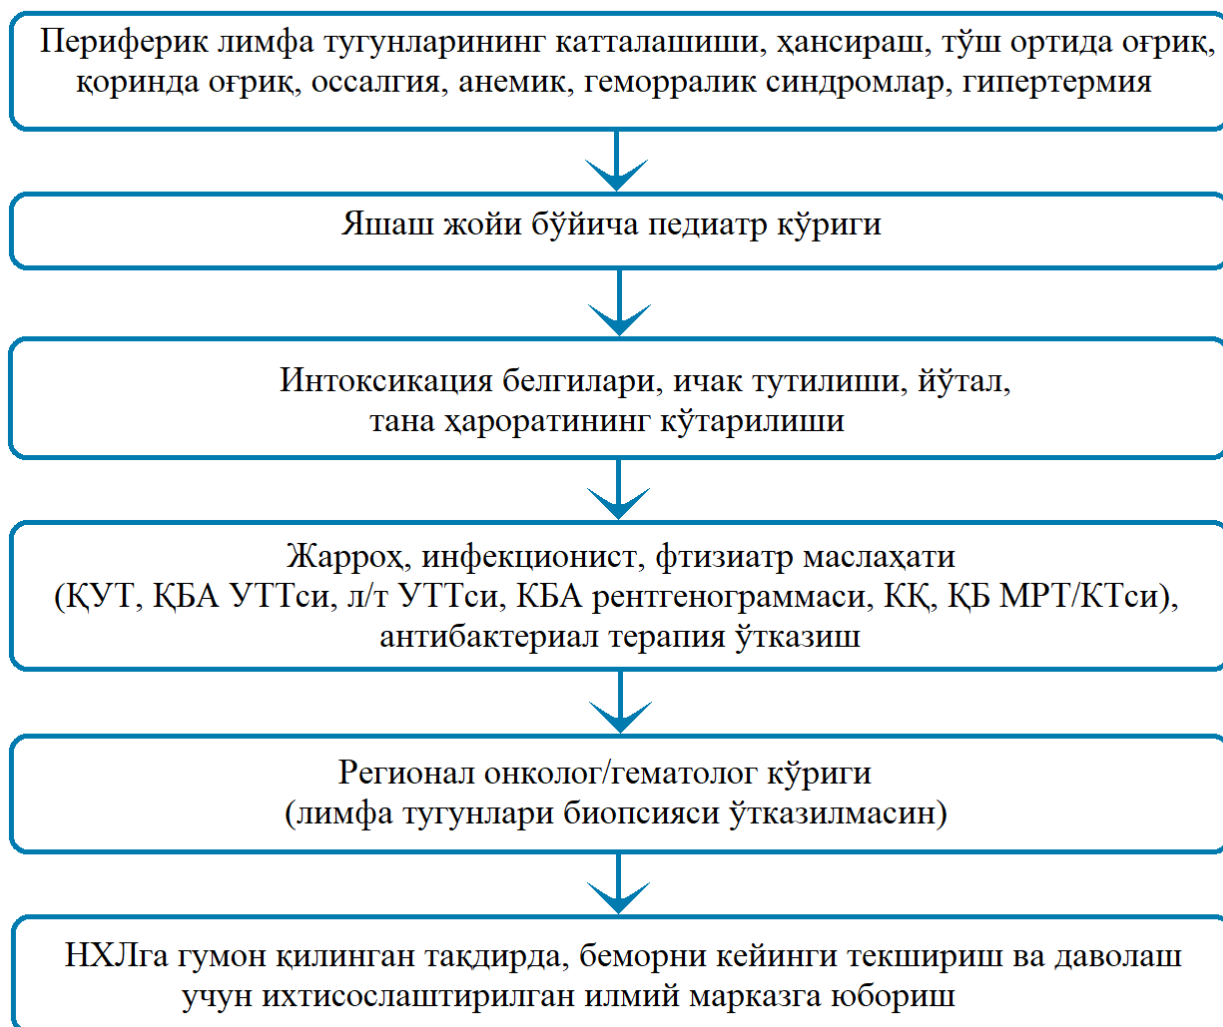 Периферик лимфа тугунларининг катталашиши, ҳансираш, тўш ортида оғриқ,
қоринда оғриқ, оссалгия, анемик, геморралик синдромлар, гипертермия
Яшаш жойи бўйича педиатр кўриги
Интоксикация белгилари, ичак тутилиши, йўтал,
тана ҳароратининг кўтарилиши
Жарроҳ, инфекционист, фтизиатр маслаҳати
(ҚУТ, ҚБА УТТси, л/т УТТси, КБА рентгенограммаси, КҚ, ҚБ МРТ/КТси),
антибактериал терапия ўтказиш
Регионал онколог/гематолог кўриги
(лимфа тугунлари биопсияси ўтказилмасин)
НХЛга гумон қилинган тақдирда, беморни кейинги текшириш ва даволаш
учун ихтисослаштирилган илмий марказга юбориш